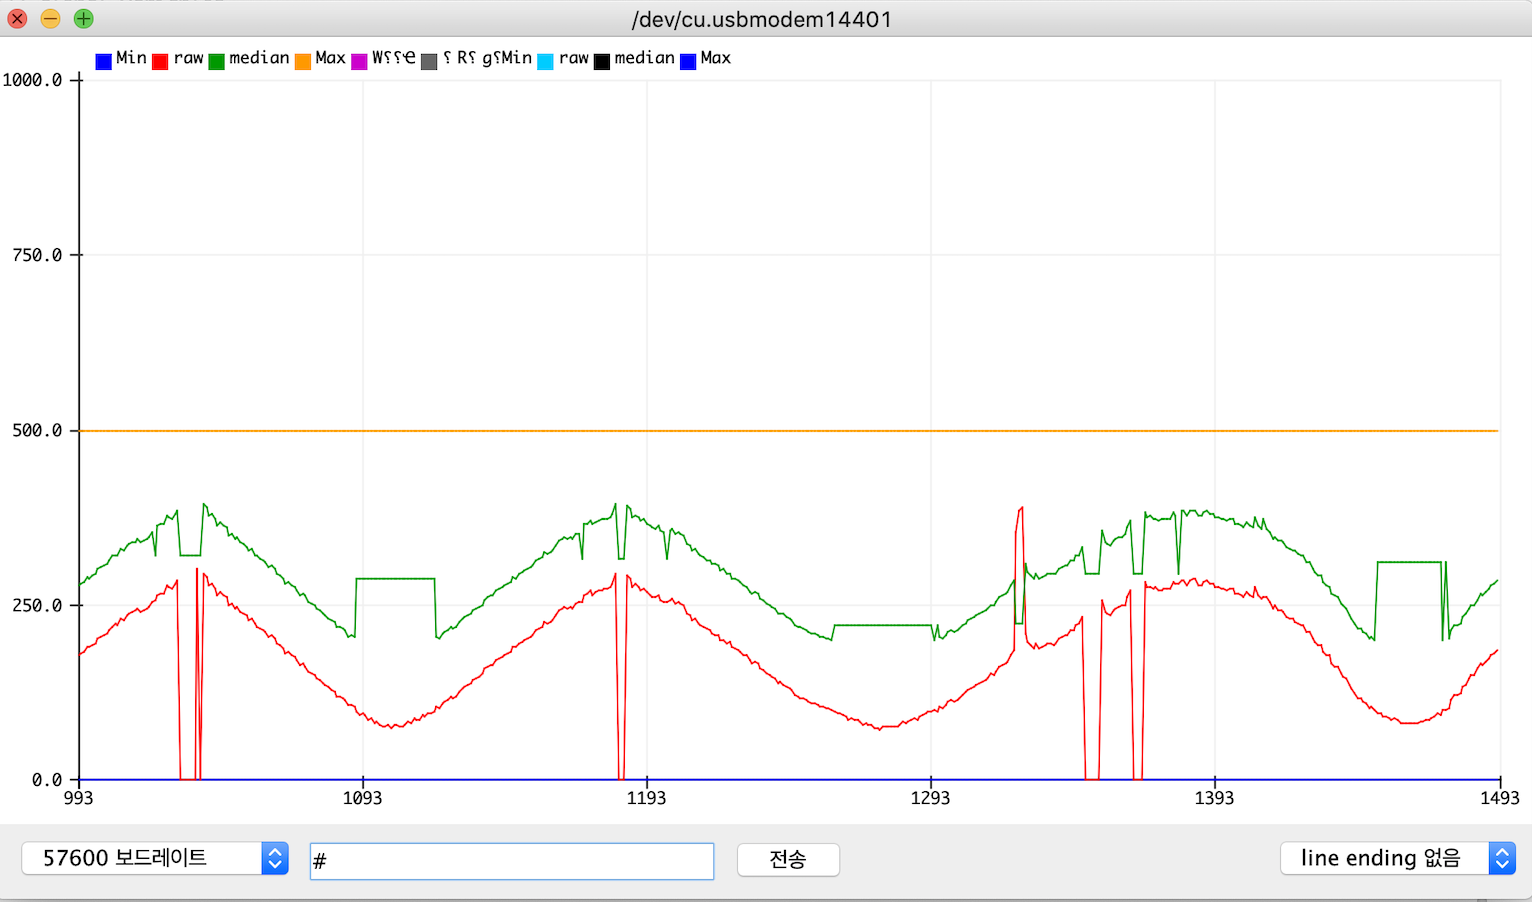 /dev/cu.usbmodem14401
Min raw median Max Min raw median Max
1000.0
750.0
500.0
250.0
0.0
993 1093 1193 1293 1393 1493
57600 보드레이트 # 전송 line ending 없음